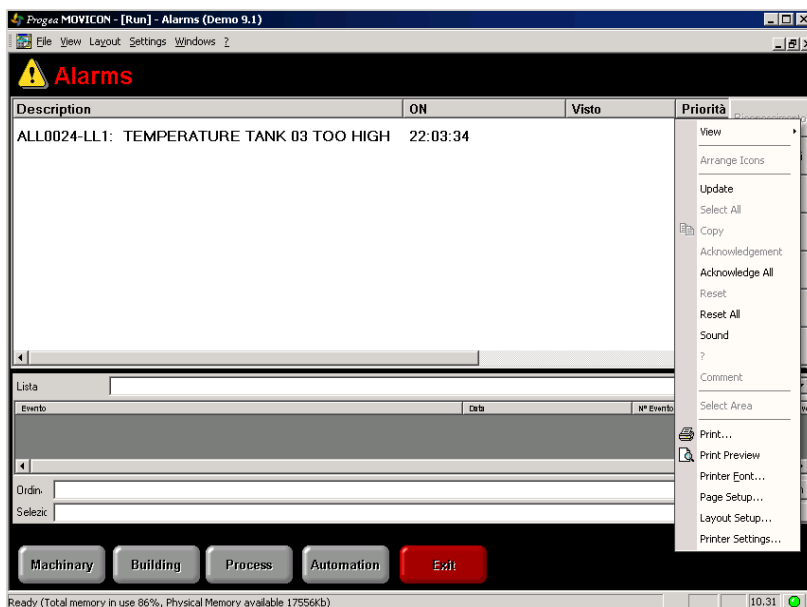 Progea MOVICON - [Run] - Alarms (Demo 9.1)
File View Layout Settings Windows ?
Alarms
Description ON Visto Priorità
ALL0024-LL1: TEMPERATURE TANK 03 TOO HIGH 22:03:34
View
Arrange Icons
Update
Select All
Copy
Acknowledgement
Acknowledge All
Reset
Reset All
Sound
?
Comment
Select Area
Print...
Print Preview
Printer Font...
Page Setup...
Layout Setup...
Printer Settings...
Lista
Evento Data N° Evento
Ordin.
Selezic
Machinary Building Process Automation Exit
Ready (Total memory in use 86%, Physical Memory available 17556Kb) 10.31